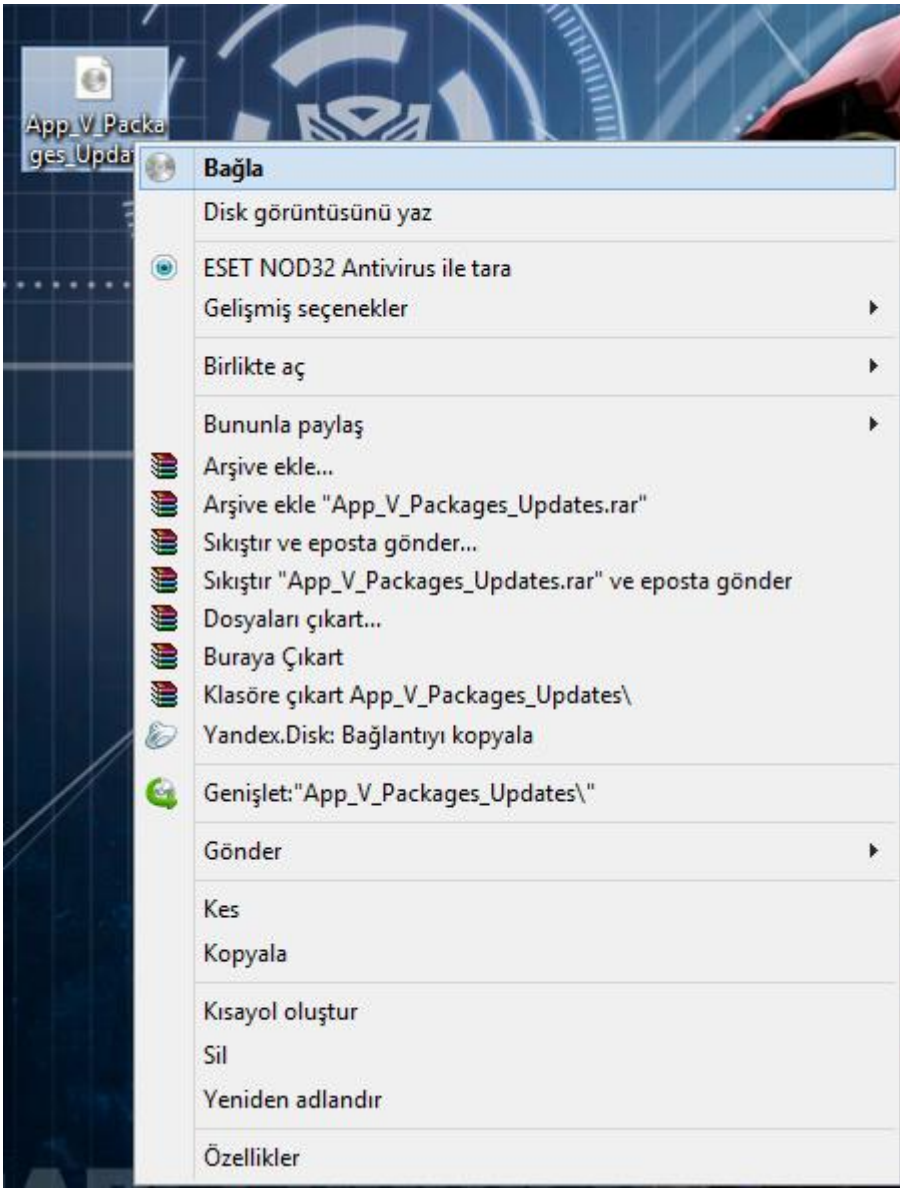 App_V_Packa
ges_Upda
Bağla
Disk görüntüsünü yaz
ESET NOD32 Antivirus ile tara
Gelişmiş seçenekler
Birlikte aç
Bununla paylaş
Arşive ekle...
Arşive ekle "App_V_Packages_Updates.rar"
Sıkıştır ve eposta gönder...
Sıkıştır "App_V_Packages_Updates.rar" ve eposta gönder
Dosyaları çıkart...
Buraya Çıkart
Klasöre çıkart App_V_Packages_Updates\
Yandex.Disk: Bağlantıyı kopyala
Genişlet:"App_V_Packages_Updates\"
Gönder
Kes
Kopyala
Kısayol oluştur
Sil
Yeniden adlandır
Özellikler